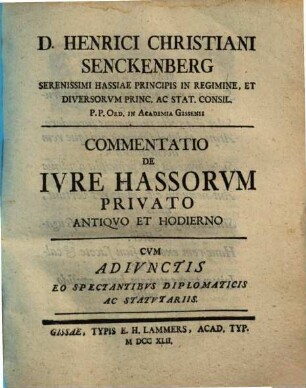 D. HENRICI CHRISTIANI
SENCKENBERG
SERENISSIMI HASSIAE PRINCIPIS IN REGIMINE, ET
DIVERSORVM PRINC. AC STAT. CONSIL.
P. P. ORD. IN ACADEMIA GISSENSI
COMMENTATIO
DE
IVRE HASSORVM
PRIVATO
ANTIQVO ET HODIERNO
CVM
ADIVNCTIS
EO SPECTANTIBVS DIPLOMATICIS
AC STATVTARIIS.
GISSAE, TYPIS E. H. LAMMERS, ACAD, TYP.
M DCC XLII.